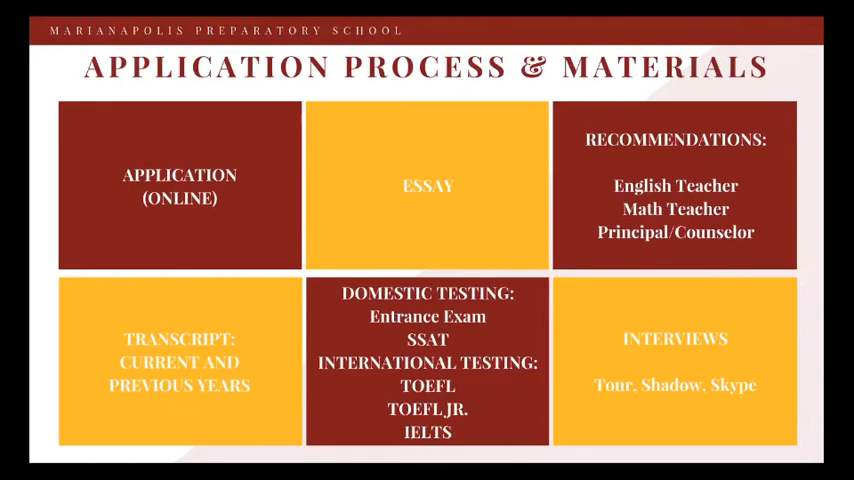 MARIANAPOLIS PREPARATORY SCHOOL
APPLICATION PROCESS & MATERIALS
APPLICATION
(ONLINE)
ESSAY
RECOMMENDATIONS:
English Teacher
Math Teacher
Principal/Counselor
TRANSCRIPT:
CURRENT AND
PREVIOUS YEARS
DOMESTIC TESTING:
Entrance Exam
SSAT
INTERNATIONAL TESTING:
TOEFL
TOEFL JR.
IELTS
INTERVIEWS
Tour, Shadow, Skype